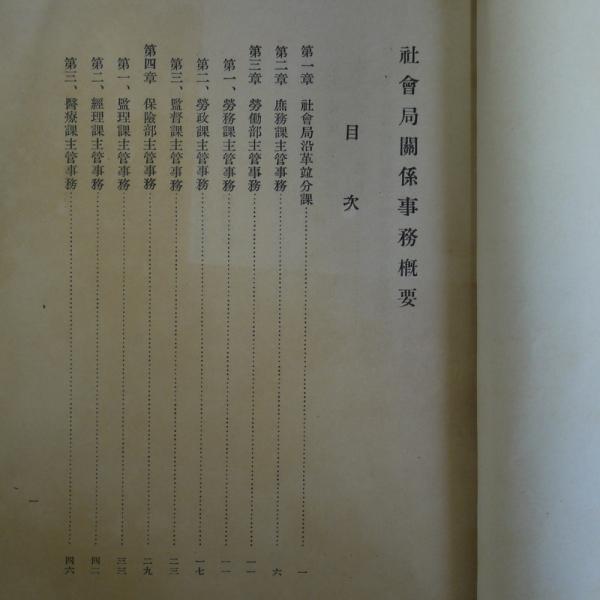 社會局關係事務概要
目次
第一章 社會局沿革竝分課……一
第二章 庶務課主管事務……六
第三章 勞働部主管事務……一一
第一、勞務課主管事務……一一
第二、勞政課主管事務……一七
第三、監督課主管事務……二三
第四章 保險部主管事務……二九
第一、監理課主管事務……三三
第二、經理課主管事務……四二
第三、醫療課主管事務……四六
一